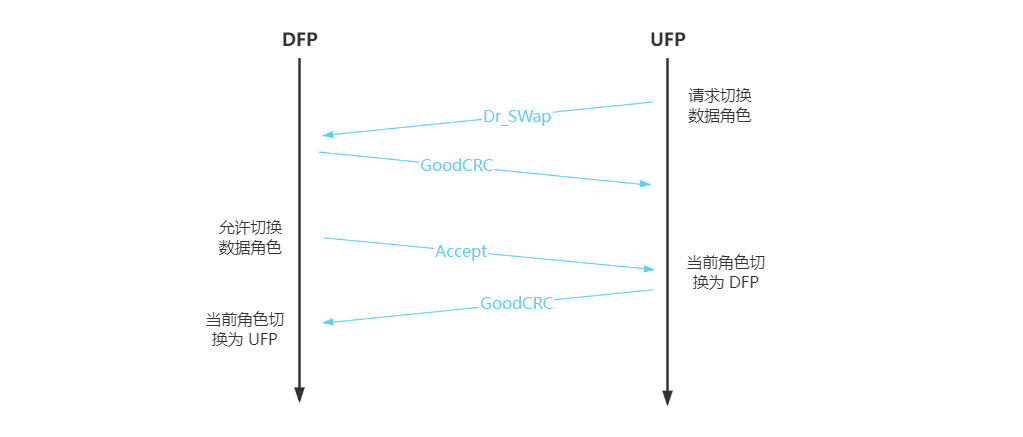 DFP
UFP
请求切换
数据角色
Dr_SWap
GoodCRC
允许切换
数据角色
Accept
当前角色切
换为 DFP
GoodCRC
当前角色切
换为 UFP